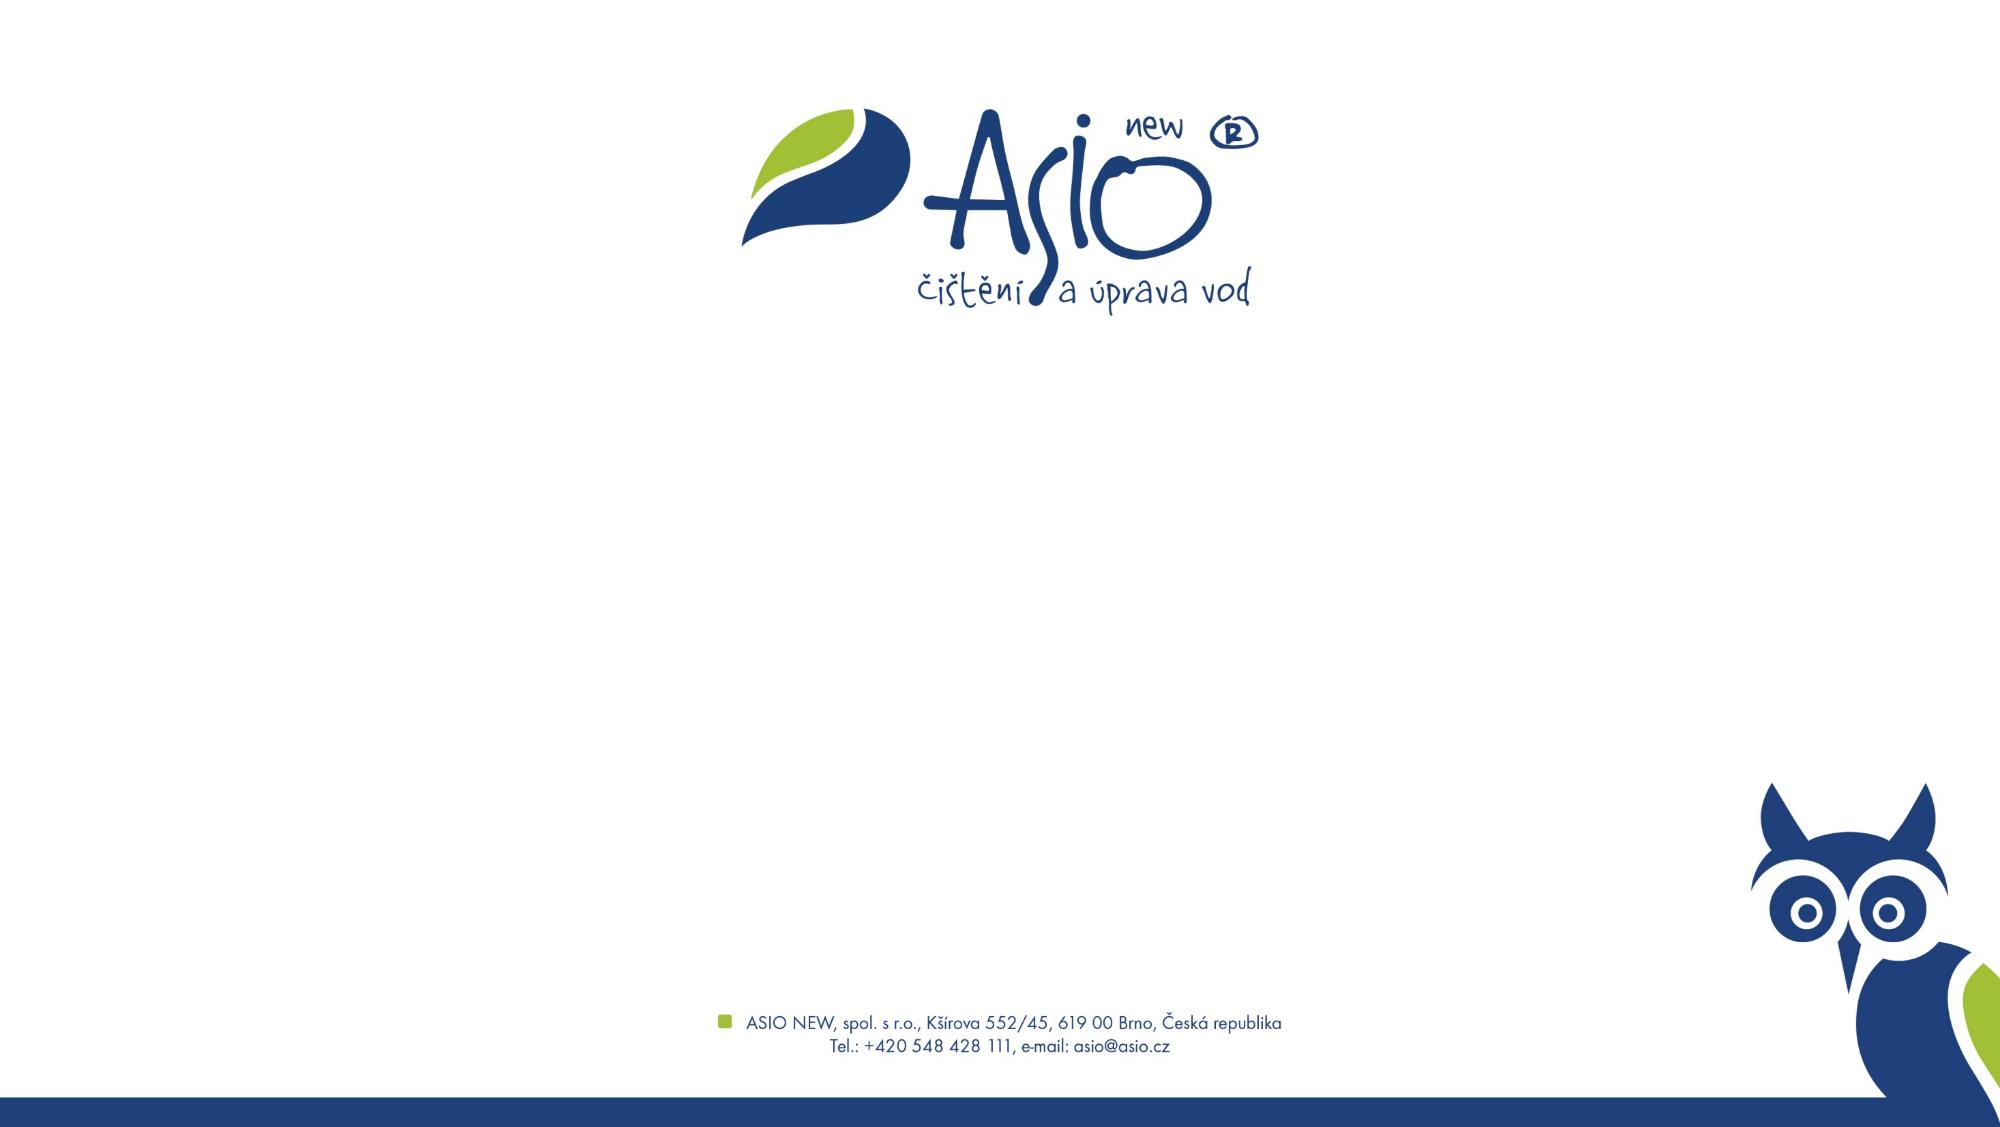 Asio new ®
čištění a úprava vod
ASIO NEW, spol. s r.o., Kšírova 552/45, 619 00 Brno, Česká republika
Tel.: +420 548 428 111, e-mail: asio@asio.cz